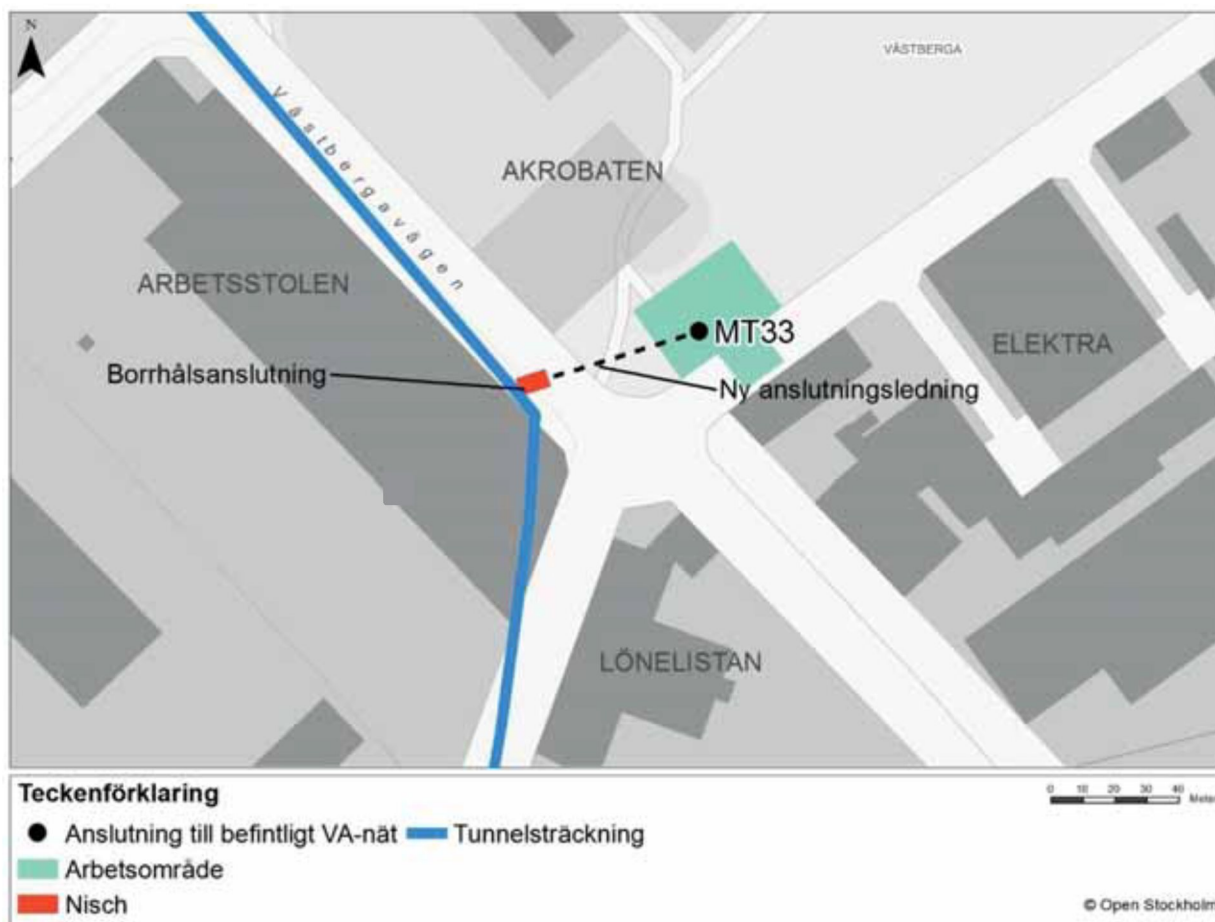 N
VÄSTBERGA
Västbergavägen
AKROBATEN
ARBETSSTOLEN
MT33
ELEKTRA
Borrhålsanslutning
Ny anslutningsledning
LÖNELISTAN
Teckenförklaring
0 10 20 30 40
Mete
Anslutning till befintligt VA-nät
Tunnelsträckning
Arbetsområde
Nisch
© Open Stockholm